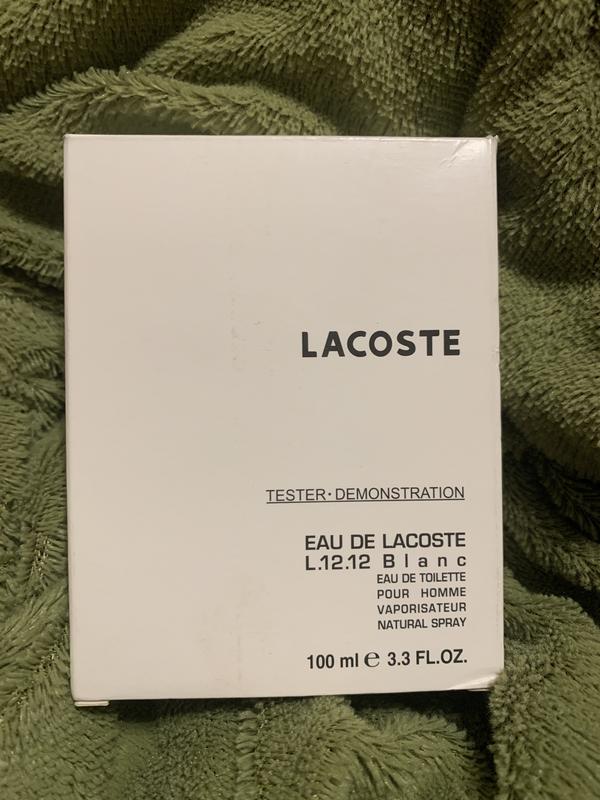 LACOSTE
TESTER·DEMONSTRATION
EAU DE LACOSTE
L.12.12 Blanc
EAU DE TOILETTE
POUR HOMME
VAPORISATEUR
NATURAL SPRAY
100 ml e 3.3 FL.OZ.